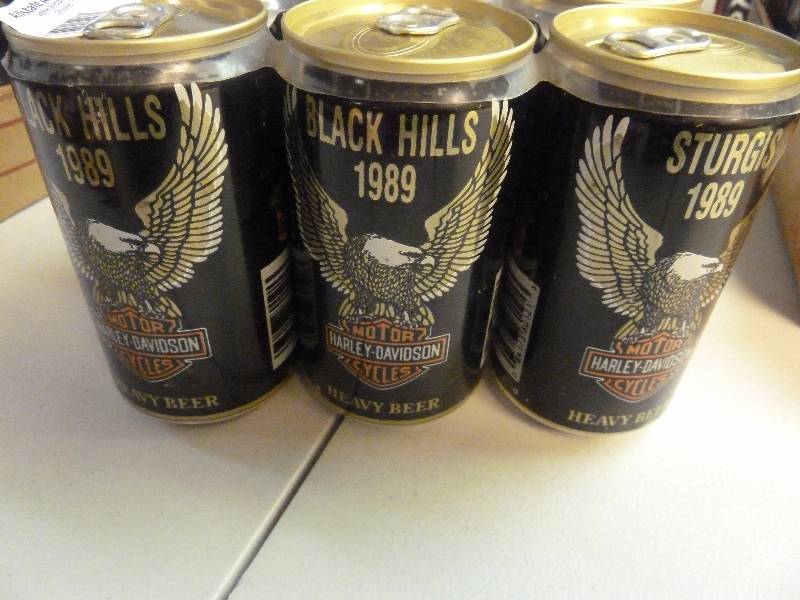 ACK HILLS
1989
MOTOR
HARLEY-DAVIDSON
CYCLES
HEAVY BEER
BLACK HILLS
1989
MOTOR
HARLEY-DAVIDSON
CYCLES
HEAVY BEER
STURGIS
1989
MOTOR
HARLEY-DAVIDSON
CYCLES
HEAVY BE